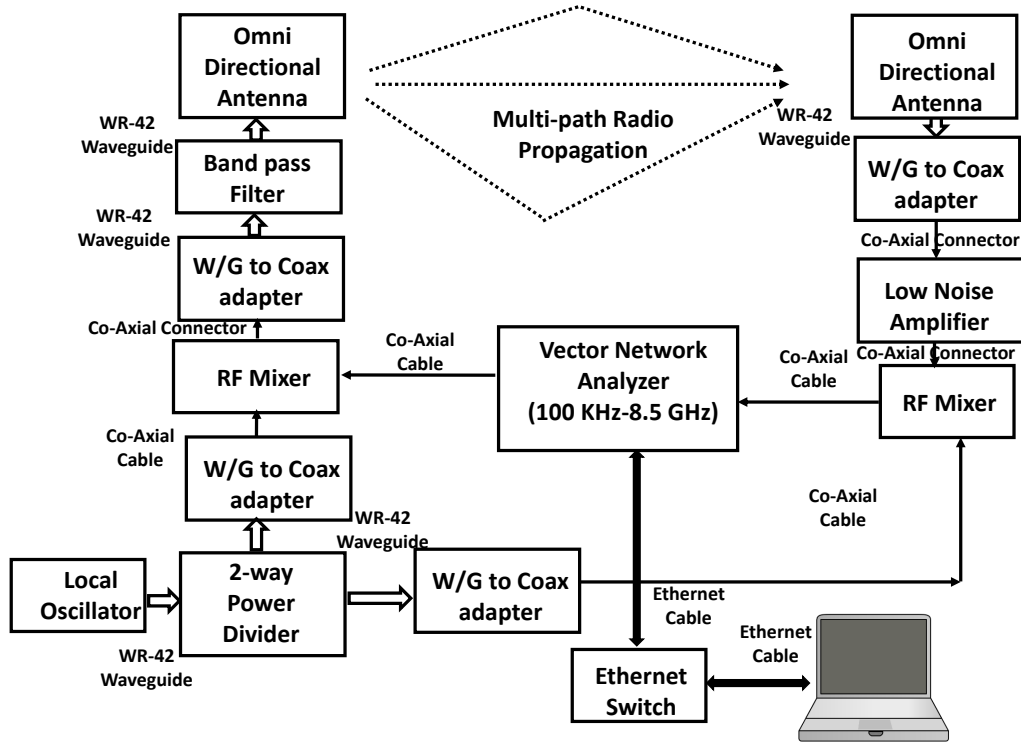 Omni
Directional
Antenna
WR-42
Waveguide
Band pass
Filter
WR-42
Waveguide
W/G to Coax
adapter
Co-Axial Connector
RF Mixer
Co-Axial
Cable
W/G to Coax
adapter
Local
Oscillator
WR-42
Waveguide
2-way
Power
Divider
WR-42
Waveguide
W/G to Coax
adapter
Multi-path Radio
Propagation
Co-Axial
Cable
Vector Network
Analyzer
(100 KHz-8.5 GHz)
Co-Axial
Cable
Omni
Directional
Antenna
WR-42
Waveguide
W/G to Coax
adapter
Co-Axial Connector
Low Noise
Amplifier
Co-Axial Connector
RF Mixer
Co-Axial
Cable
Ethernet
Cable
Ethernet
Switch
Ethernet
Cable